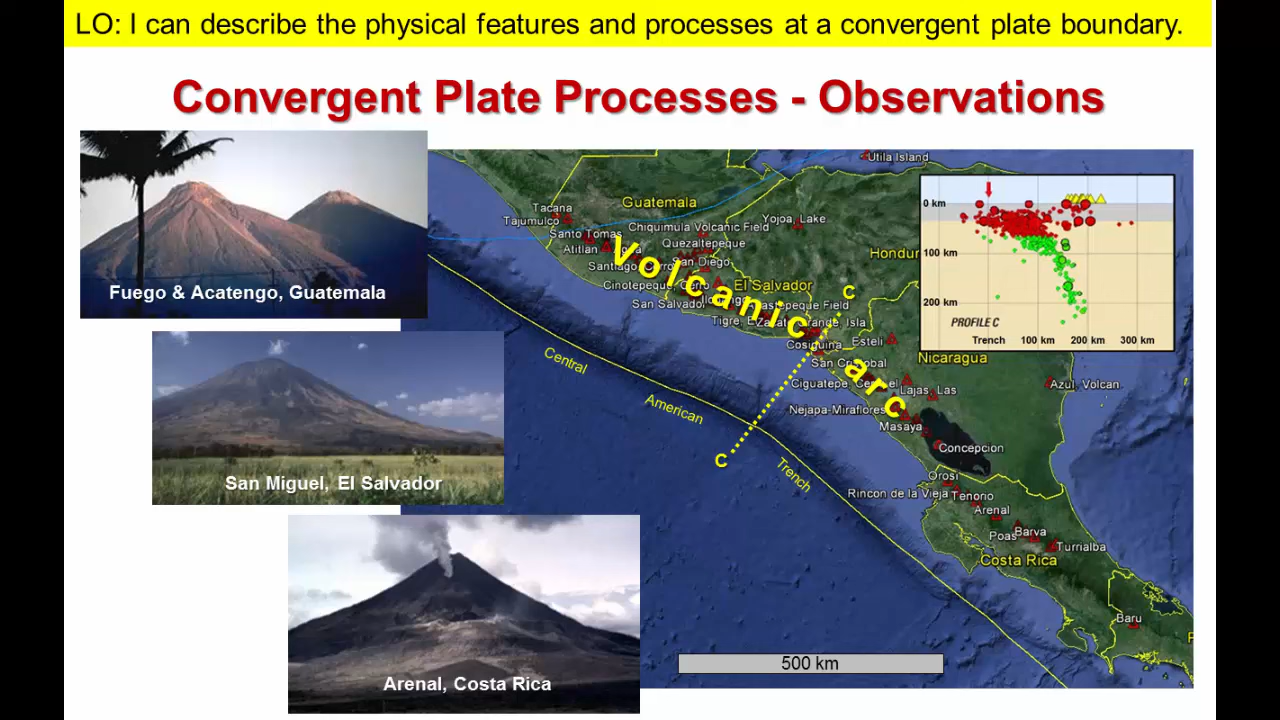 LO: I can describe the physical features and processes at a convergent plate boundary.
Convergent Plate Processes - Observations
Fuego & Acatengo, Guatemala
San Miguel, El Salvador
Arenal, Costa Rica
Utila Island
Tacana
Guatemala
Tajumulco
Chiquimula Volcanic Field
Yojoa, Lake
Santo Tomas
Quezaltepeque
Atitlan
Hondur
San Diego
El Salvador
San Salvador
Volcanic arc
C
Cosiguina
Esteli
Nicaragua
San Cristobal
Lajas, Las
Azul, Volcan
Nejapa-Miraflores
Masaya
Concepcion
Central
American
Trench
C
Orosi
Rincon de la Vieja
Tenorio
Arenal
Poas
Barva
Turrialba
Costa Rica
Baru
P
500 km
0 km
100 km
200 km
PROFILE C
Trench 100 km 200 km 300 km